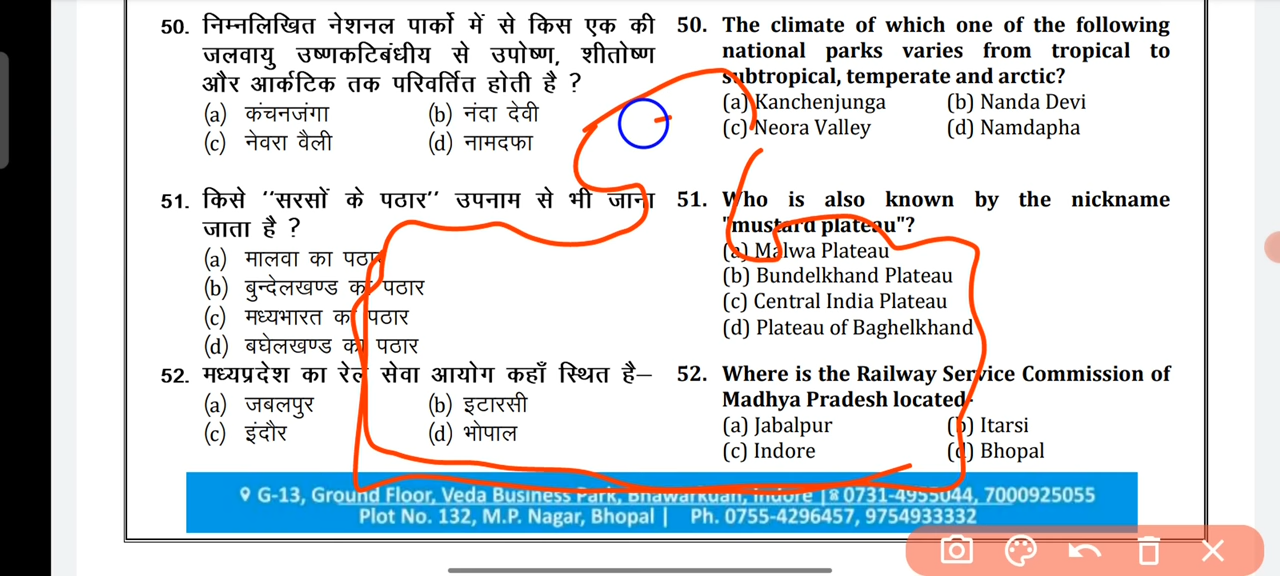 50. निम्नलिखित नेशनल पार्को में से किस एक की
जलवायु उष्णकटिबंधीय से उपोष्ण, शीतोष्ण
और आर्कटिक तक परिवर्तित होती है ?
(a) कंचनजंगा (b) नंदा देवी
(c) नेवरा वैली (d) नामदफा
51. किसे ‘‘सरसों के पठार’’ उपनाम से भी जाना
जाता है ?
(a) मालवा का पठार
(b) बुन्देलखण्ड का पठार
(c) मध्यभारत का पठार
(d) बघेलखण्ड का पठार
52. मध्यप्रदेश का रेल सेवा आयोग कहाँ स्थित है–
(a) जबलपुर (b) इटारसी
(c) इंदौर (d) भोपाल
50. The climate of which one of the following
national parks varies from tropical to
subtropical, temperate and arctic?
(a) Kanchenjunga (b) Nanda Devi
(c) Neora Valley (d) Namdapha
51. Who is also known by the nickname
"mustard plateau"?
(a) Malwa Plateau
(b) Bundelkhand Plateau
(c) Central India Plateau
(d) Plateau of Baghelkhand
52. Where is the Railway Service Commission of
Madhya Pradesh located-
(a) Jabalpur (b) Itarsi
(c) Indore (d) Bhopal
G-13, Ground Floor, Veda Business Park, Bhawarkuan, Indore | 0731-4955044, 7000925055
Plot No. 132, M.P. Nagar, Bhopal | Ph. 0755-4296457, 9754933332